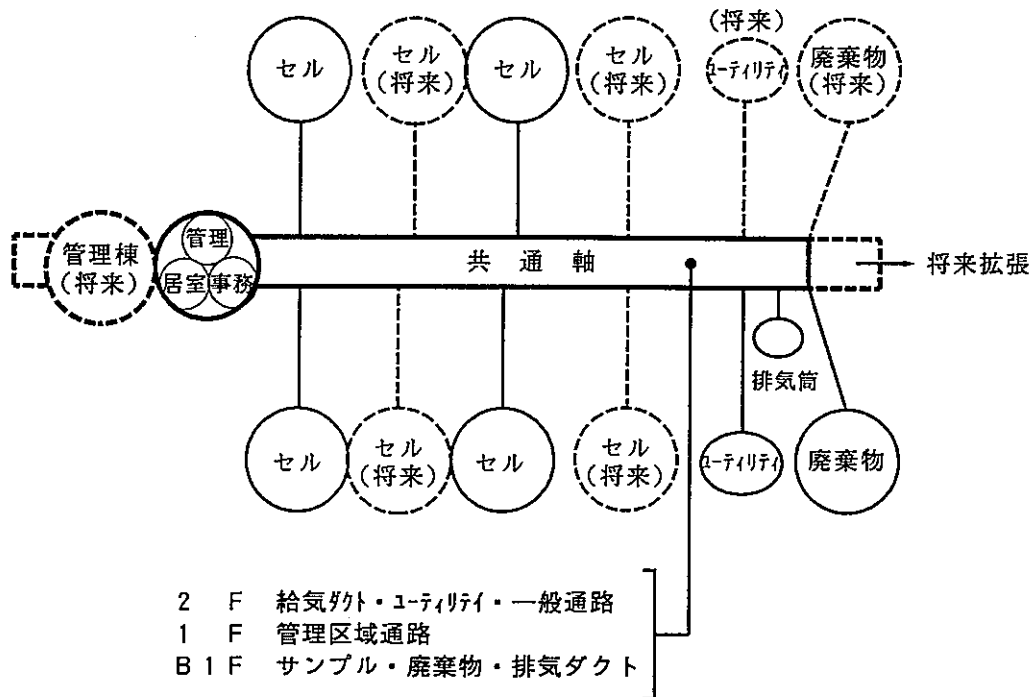 (将来)
セル
セル
(将来)
セル
セル
(将来)
ユーティリティ
廃棄物
(将来)
管理棟
(将来)
管理
居室
事務
共通軸
将来拡張
排気筒
セル
セル
(将来)
セル
セル
(将来)
ユーティリティ
廃棄物
2 F 給気ダクト・ユーティリテイ・一般通路
1 F 管理区域通路
B1F サンプル・廃棄物・排気ダクト